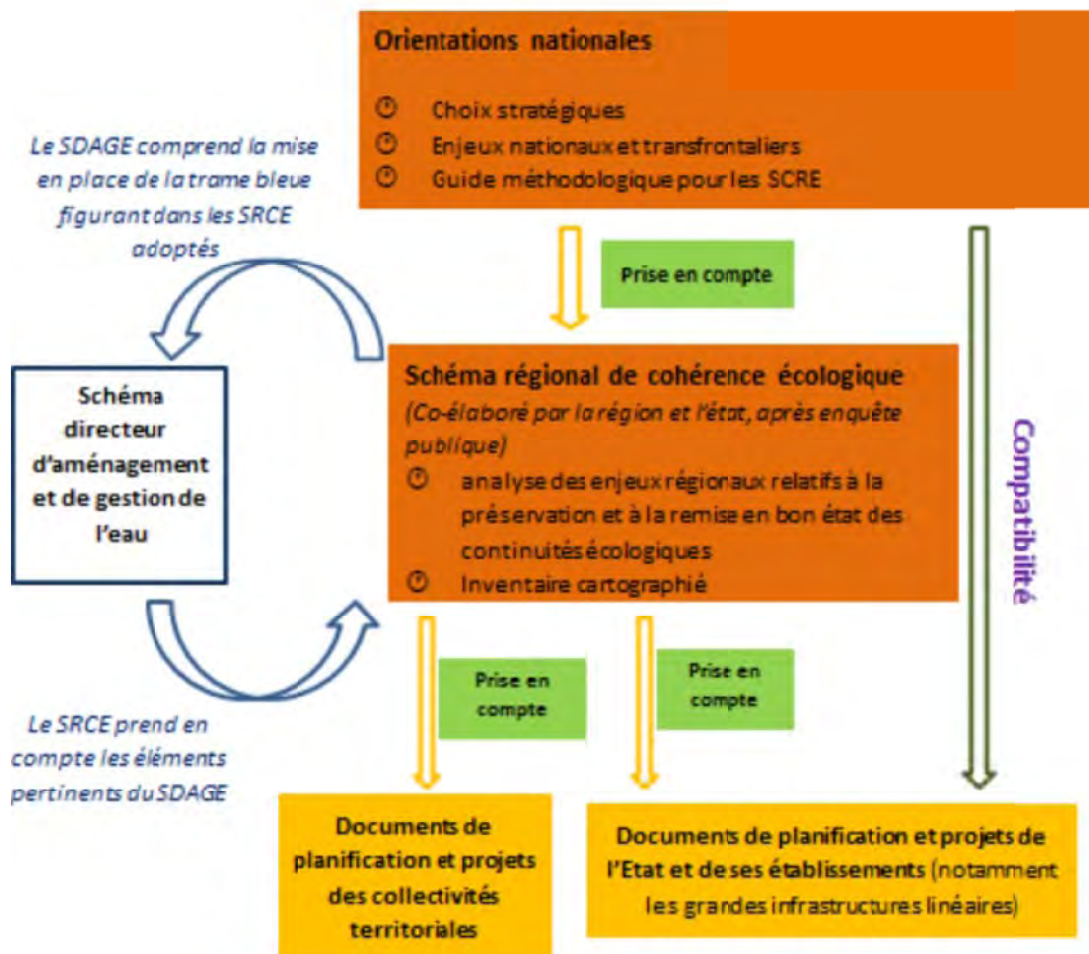 Orientations nationales
Choix stratégiques
Enjeux nationaux et transfrontaliers
Guide méthodologique pour les SCRE
Le SDAGE comprend la mise
en place de la trame bleue
figurant dans les SRCE
adoptés
Prise en compte
Schéma
directeur
d'aménagement
et de gestion de
l'eau
Schéma régional de cohérence écologique
(Co-élaboré par la région et l'état, après enquête
publique)
analyse des enjeux régionaux relatifs à la
préservation et à la remise en bon état des
continuités écologiques
Inventaire cartographié
Compatibilité
Le SRCE prend en
compte les éléments
pertinents du SDAGE
Prise en
compte
Prise en
compte
Documents de
planification et projets
des collectivités
territoriales
Documents de planification et projets de
l'Etat et de ses établissements (notamment
les grandes infrastructures linéaires)